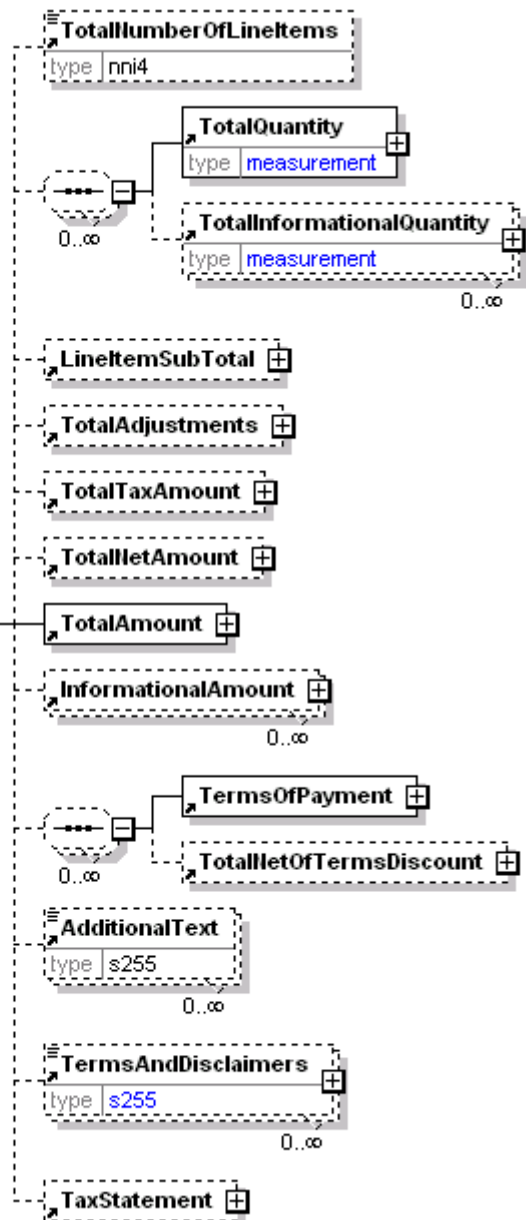 TotalNumberOfLineItems
type nni4
TotalQuantity
type measurement
0..∞
TotalInformationalQuantity
type measurement
0..∞
LineItemSubTotal
TotalAdjustments
TotalTaxAmount
TotalNetAmount
TotalAmount
InformationalAmount
0..∞
TermsOfPayment
0..∞
TotalNetOfTermsDiscount
AdditionalText
type s255
0..∞
TermsAndDisclaimers
type s255
0..∞
TaxStatement